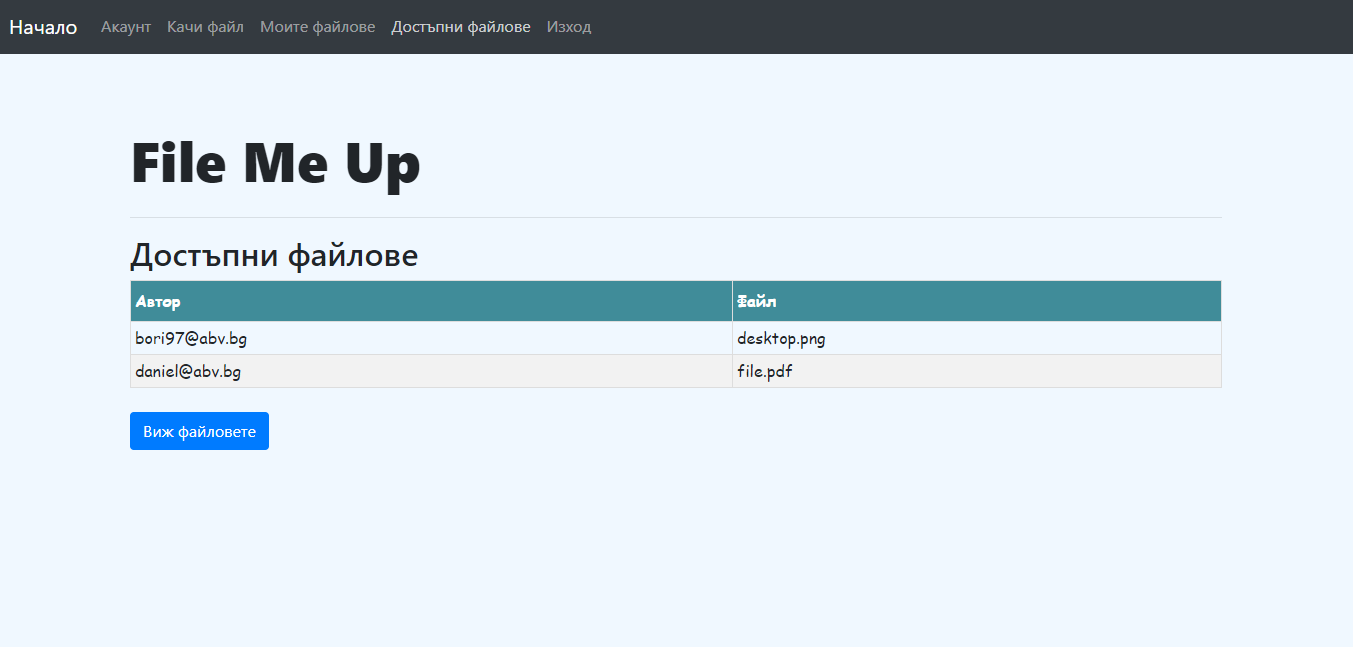 Начало Акаунт Качи файл Моите файлове Достъпни файлове Изход
File Me Up
Достъпни файлове
Автор Файл
bori97@abv.bg desktop.png
daniel@abv.bg file.pdf
Виж файловете